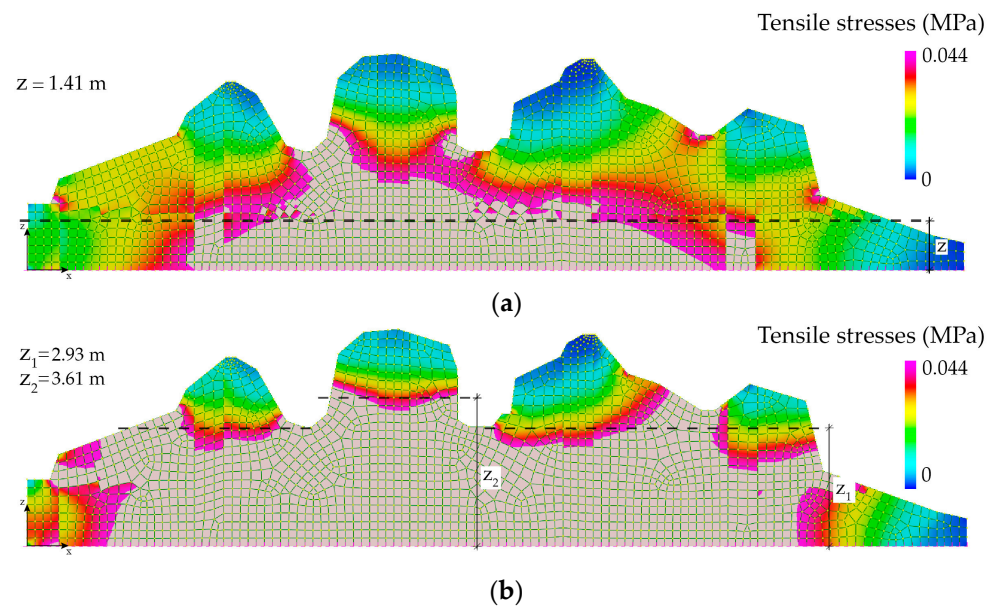 Tensile stresses (MPa)
z = 1.41 m
0.044
0
z
z
x
(a)
Z1=2.93 m
Z2=3.61 m
Tensile stresses (MPa)
0.044
0
Z2
Z1
z
x
(b)